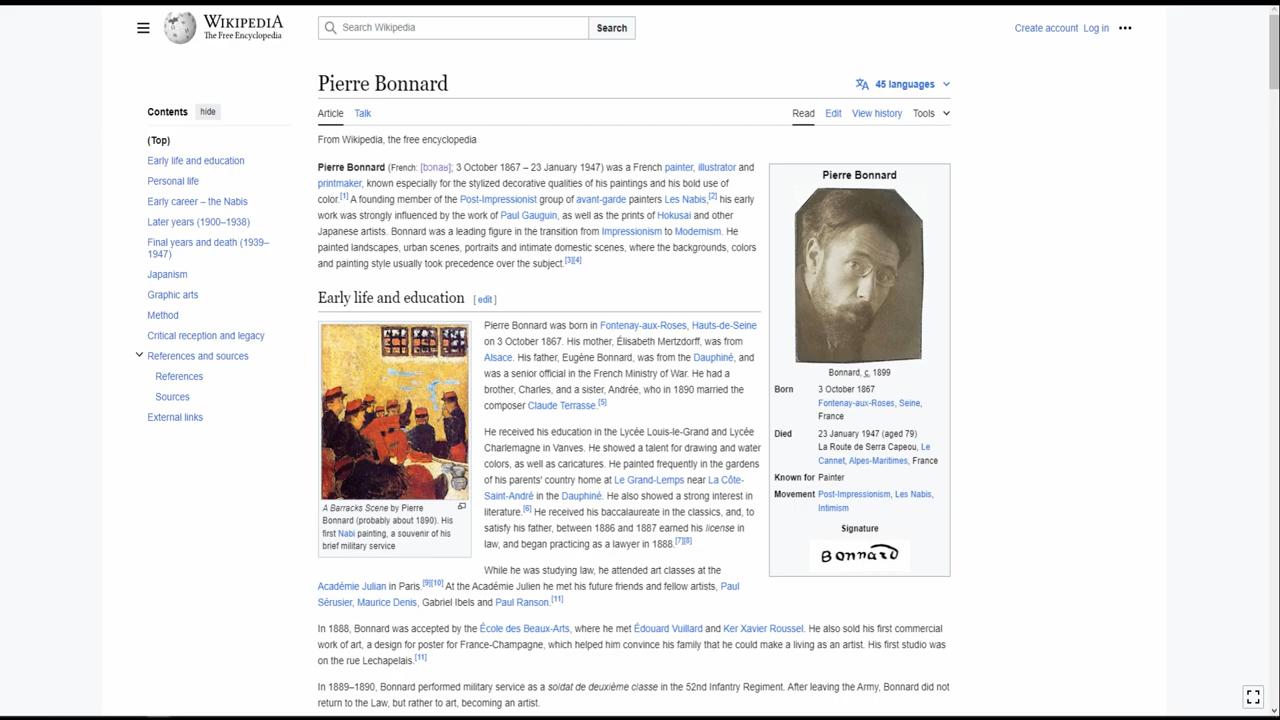 WIKIPEDIA
The Free Encyclopedia
Search Wikipedia
Search
Create account Log in
Pierre Bonnard
45 languages
Contents hide
Article Talk
Read Edit View history Tools
(Top)
Early life and education
Personal life
Early career – the Nabis
Later years (1900–1938)
Final years and death (1939–
1947)
Japanism
Graphic arts
Method
Critical reception and legacy
References and sources
References
Sources
External links
From Wikipedia, the free encyclopedia
Pierre Bonnard (French: [bɔnaʁ]; 3 October 1867 – 23 January 1947) was a French painter, illustrator and
printmaker, known especially for the stylized decorative qualities of his paintings and his bold use of
color.[1] A founding member of the Post-Impressionist group of avant-garde painters Les Nabis,[2] his early
work was strongly influenced by the work of Paul Gauguin, as well as the prints of Hokusai and other
Japanese artists. Bonnard was a leading figure in the transition from Impressionism to Modernism. He
painted landscapes, urban scenes, portraits and intimate domestic scenes, where the backgrounds, colors
and painting style usually took precedence over the subject.[3][4]
Early life and education [ edit ]
A Barracks Scene by Pierre
Bonnard (probably about 1890). His
first Nabi painting, a souvenir of his
brief military service
Pierre Bonnard was born in Fontenay-aux-Roses, Hauts-de-Seine
on 3 October 1867. His mother, Élisabeth Mertzdorff, was from
Alsace. His father, Eugène Bonnard, was from the Dauphiné, and
was a senior official in the French Ministry of War. He had a
brother, Charles, and a sister, Andrée, who in 1890 married the
composer Claude Terrasse.[5]
He received his education in the Lycée Louis-le-Grand and Lycée
Charlemagne in Vanves. He showed a talent for drawing and water
colors, as well as caricatures. He painted frequently in the gardens
of his parents' country home at Le Grand-Lemps near La Côte-
Saint-André in the Dauphiné. He also showed a strong interest in
literature.[6] He received his baccalaureate in the classics, and, to
satisfy his father, between 1886 and 1887 earned his license in
law, and began practicing as a lawyer in 1888.[7][8]
While he was studying law, he attended art classes at the
Académie Julian in Paris.[9][10] At the Académie Julien he met his future friends and fellow artists, Paul
Sérusier, Maurice Denis, Gabriel Ibels and Paul Ranson.[11]
In 1888, Bonnard was accepted by the École des Beaux-Arts, where he met Édouard Vuillard and Ker Xavier Roussel. He also sold his first commercial
work of art, a design for poster for France-Champagne, which helped him convince his family that he could make a living as an artist. His first studio was
on the rue Lechapelais.[11]
In 1889–1890, Bonnard performed military service as a soldat de deuxième classe in the 52nd Infantry Regiment. After leaving the Army, Bonnard did not
return to the Law, but rather to art, becoming an artist.
Pierre Bonnard
Bonnard, c. 1899
Born 3 October 1867
Fontenay-aux-Roses, Seine,
France
Died 23 January 1947 (aged 79)
La Route de Serra Capeou, Le
Cannet, Alpes-Maritimes, France
Known for Painter
Movement Post-Impressionism, Les Nabis,
Intimism
Signature
Bonnard